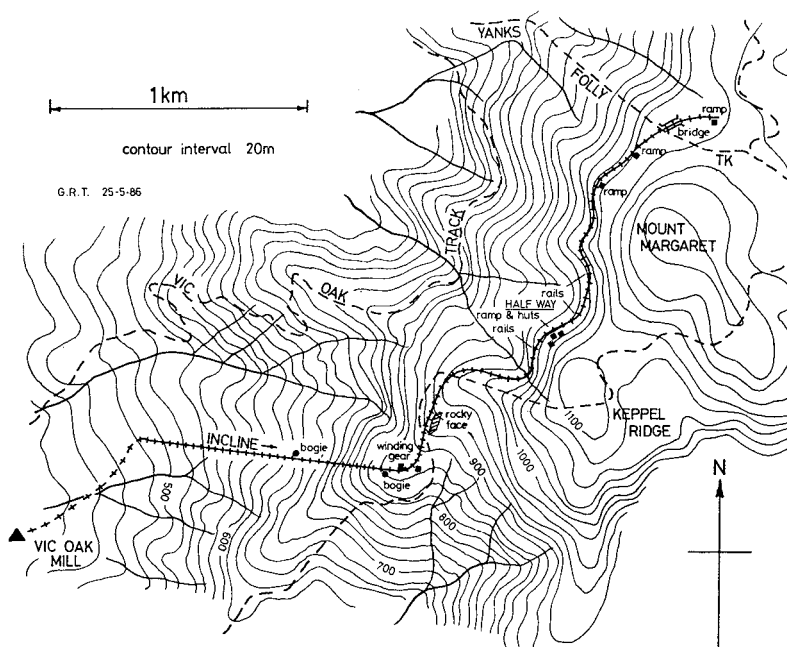 YANKS
FOLLY
TK
1km
contour interval 20m
G.R.T. 25-5-86
ramp
bridge
ramp
ramp
MOUNT
MARGARET
TRACK
VIC
OAK
rails
HALF WAY
ramp & huts
rails
rocky
face
1100
KEPPEL
RIDGE
INCLINE →
bogie
winding
gear
bogie
900
1000
500
600
800
700
VIC OAK
MILL
N